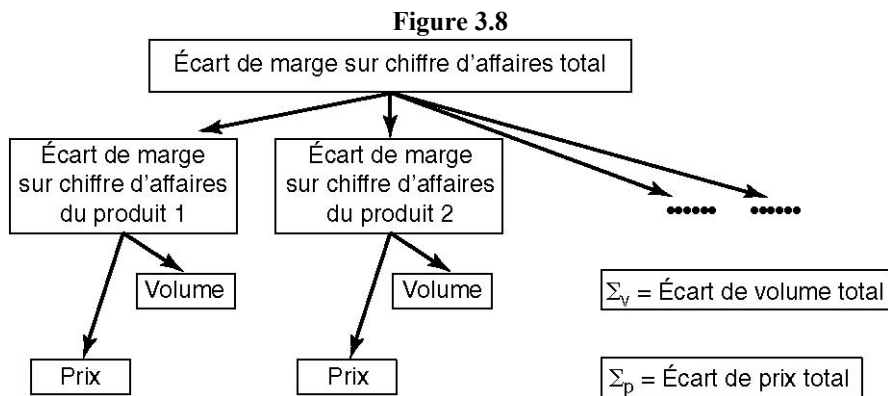 Figure 3.8
Écart de marge sur chiffre d’affaires total
Écart de marge
sur chiffre d’affaires
du produit 1
Écart de marge
sur chiffre d’affaires
du produit 2
•••••• ••••••
Volume
Volume
Σv = Écart de volume total
Prix
Prix
Σp = Écart de prix total